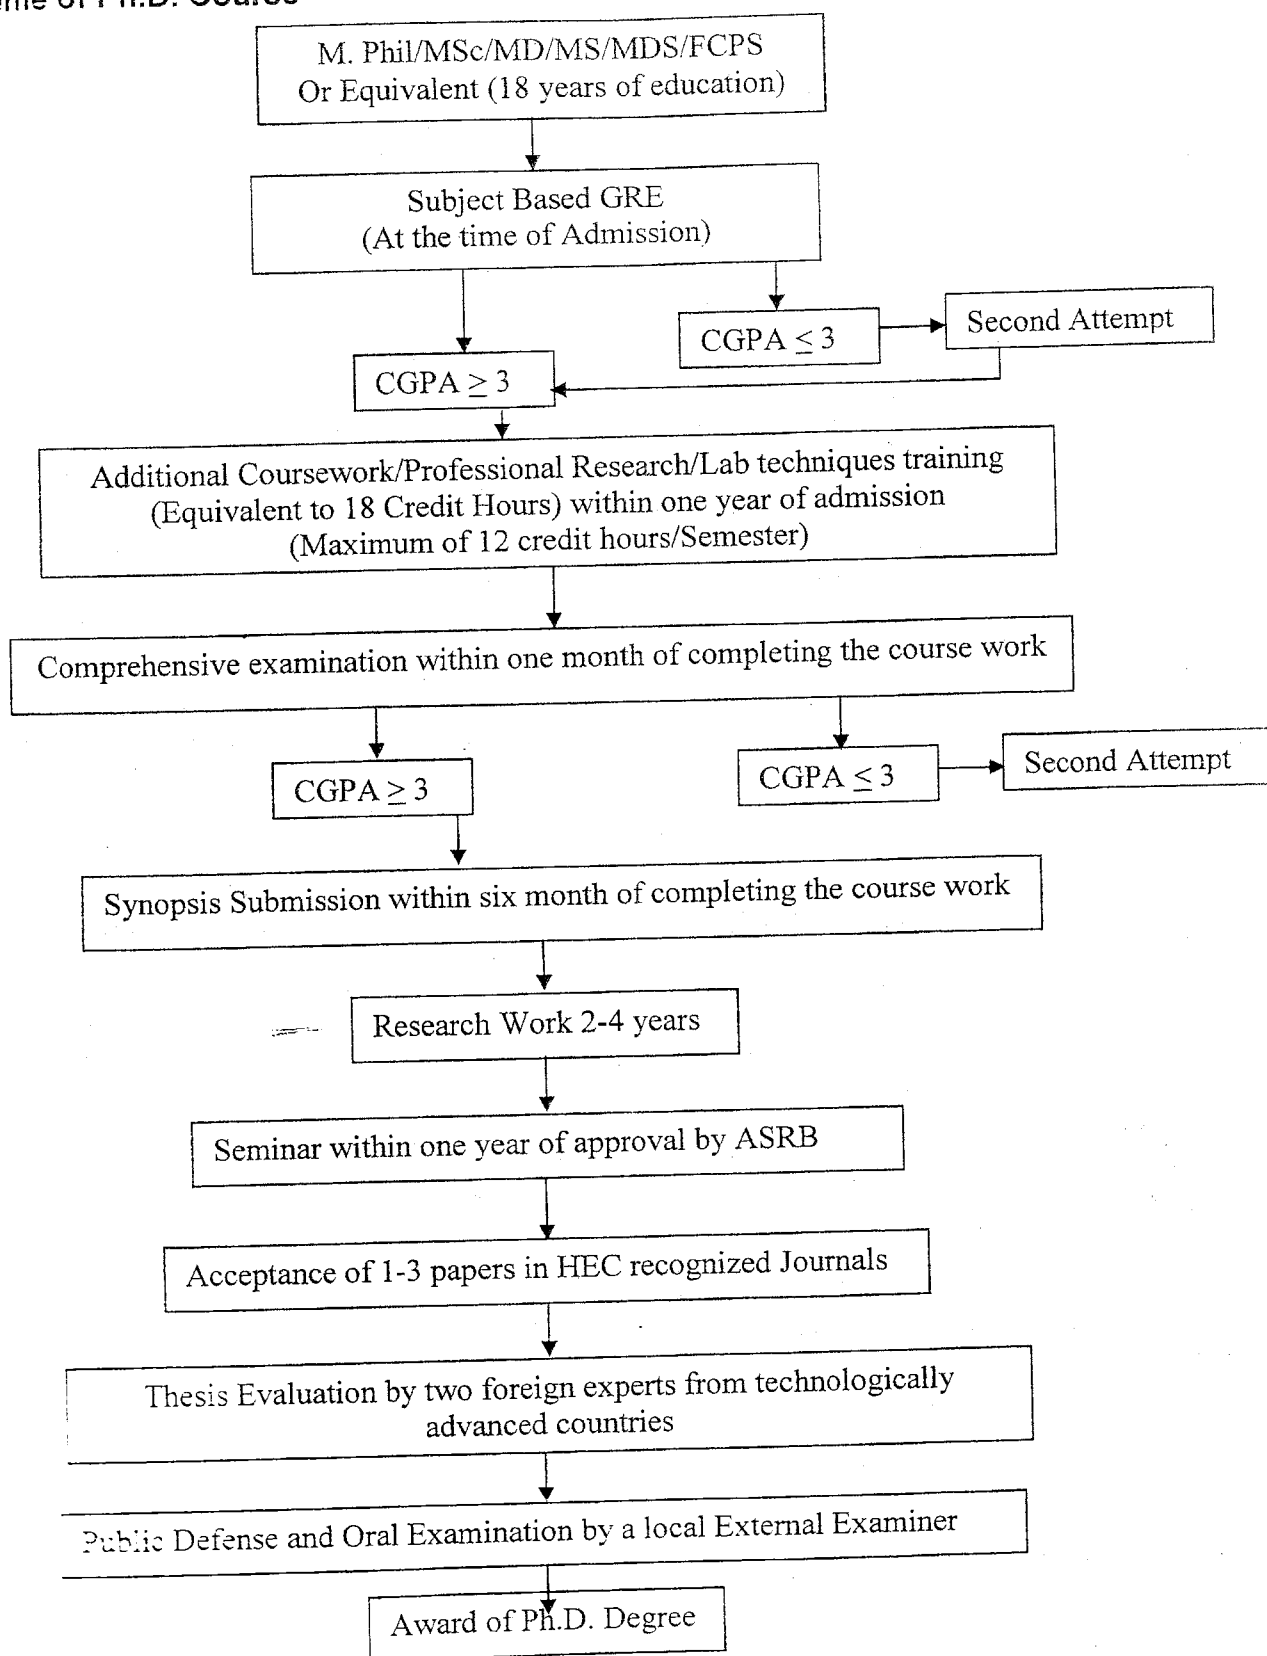 of Ph.D. Course
M. Phil/MSc/MD/MS/MDS/FCPS
Or Equivalent (18 years of education)
Subject Based GRE
(At the time of Admission)
CGPA ≤ 3
Second Attempt
CGPA ≥ 3
Additional Coursework/Professional Research/Lab techniques training
(Equivalent to 18 Credit Hours) within one year of admission
(Maximum of 12 credit hours/Semester)
Comprehensive examination within one month of completing the course work
CGPA ≥ 3
CGPA ≤ 3
Second Attempt
Synopsis Submission within six month of completing the course work
Research Work 2-4 years
Seminar within one year of approval by ASRB
Acceptance of 1-3 papers in HEC recognized Journals
Thesis Evaluation by two foreign experts from technologically
advanced countries
Public Defense and Oral Examination by a local External Examiner
Award of Ph.D. Degree